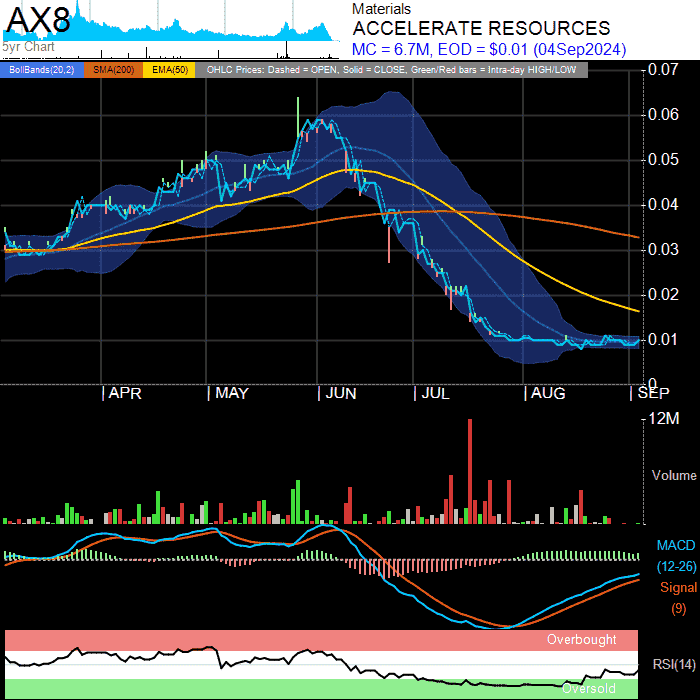 AX8
5yr Chart
Materials
ACCELERATE RESOURCES
MC = 6.7M, EOD = $0.01 (04Sep2024)
BollBands(20,2) SMA(200) EMA(50) OHLC Prices: Dashed = OPEN, Solid = CLOSE, Green/Red bars = Intra-day HIGH/LOW
0.07
0.06
0.05
0.04
0.03
0.02
0.01
0
APR MAY JUN JUL AUG SEP
12M
Volume
MACD
(12-26)
Signal
(9)
Overbought
RSI(14)
Oversold